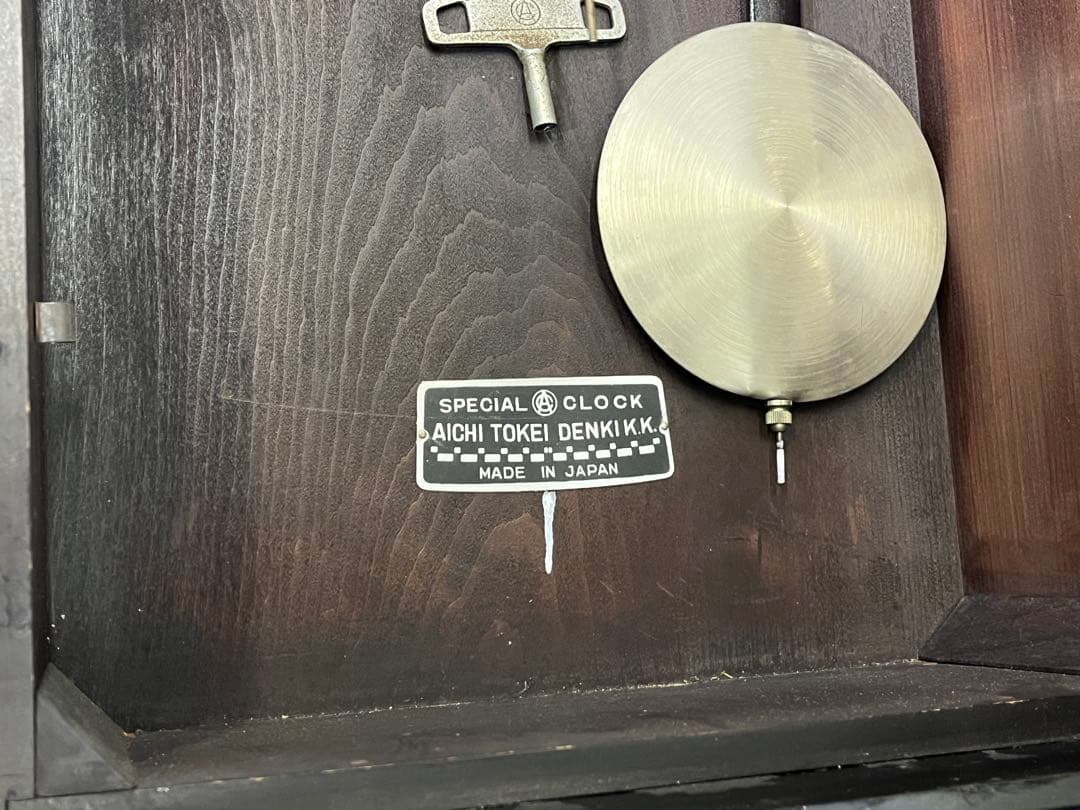 SPECIAL A CLOCK
AICHI TOKEI DENKI K.K.
MADE IN JAPAN